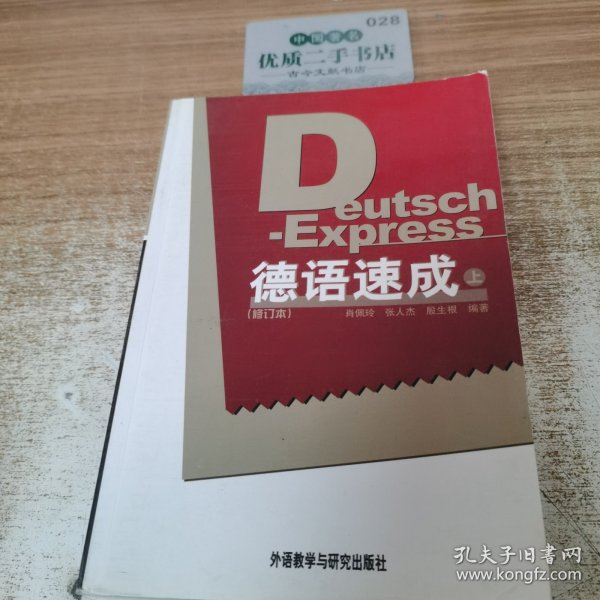 028
中国著名
优质二手书店
古今文献书店
Deutsch
-Express
德语速成 上
(修订本) 肖佩玲 张人杰 殷生根 编著
外语教学与研究出版社
孔夫子旧书网
www.kongfz.com